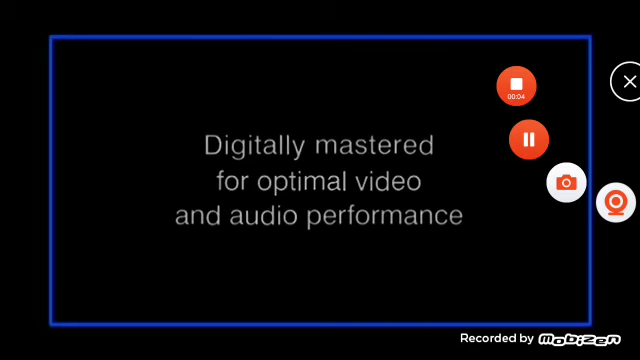 00:04
Digitally mastered
for optimal video
and audio performance
Recorded by Mobizen